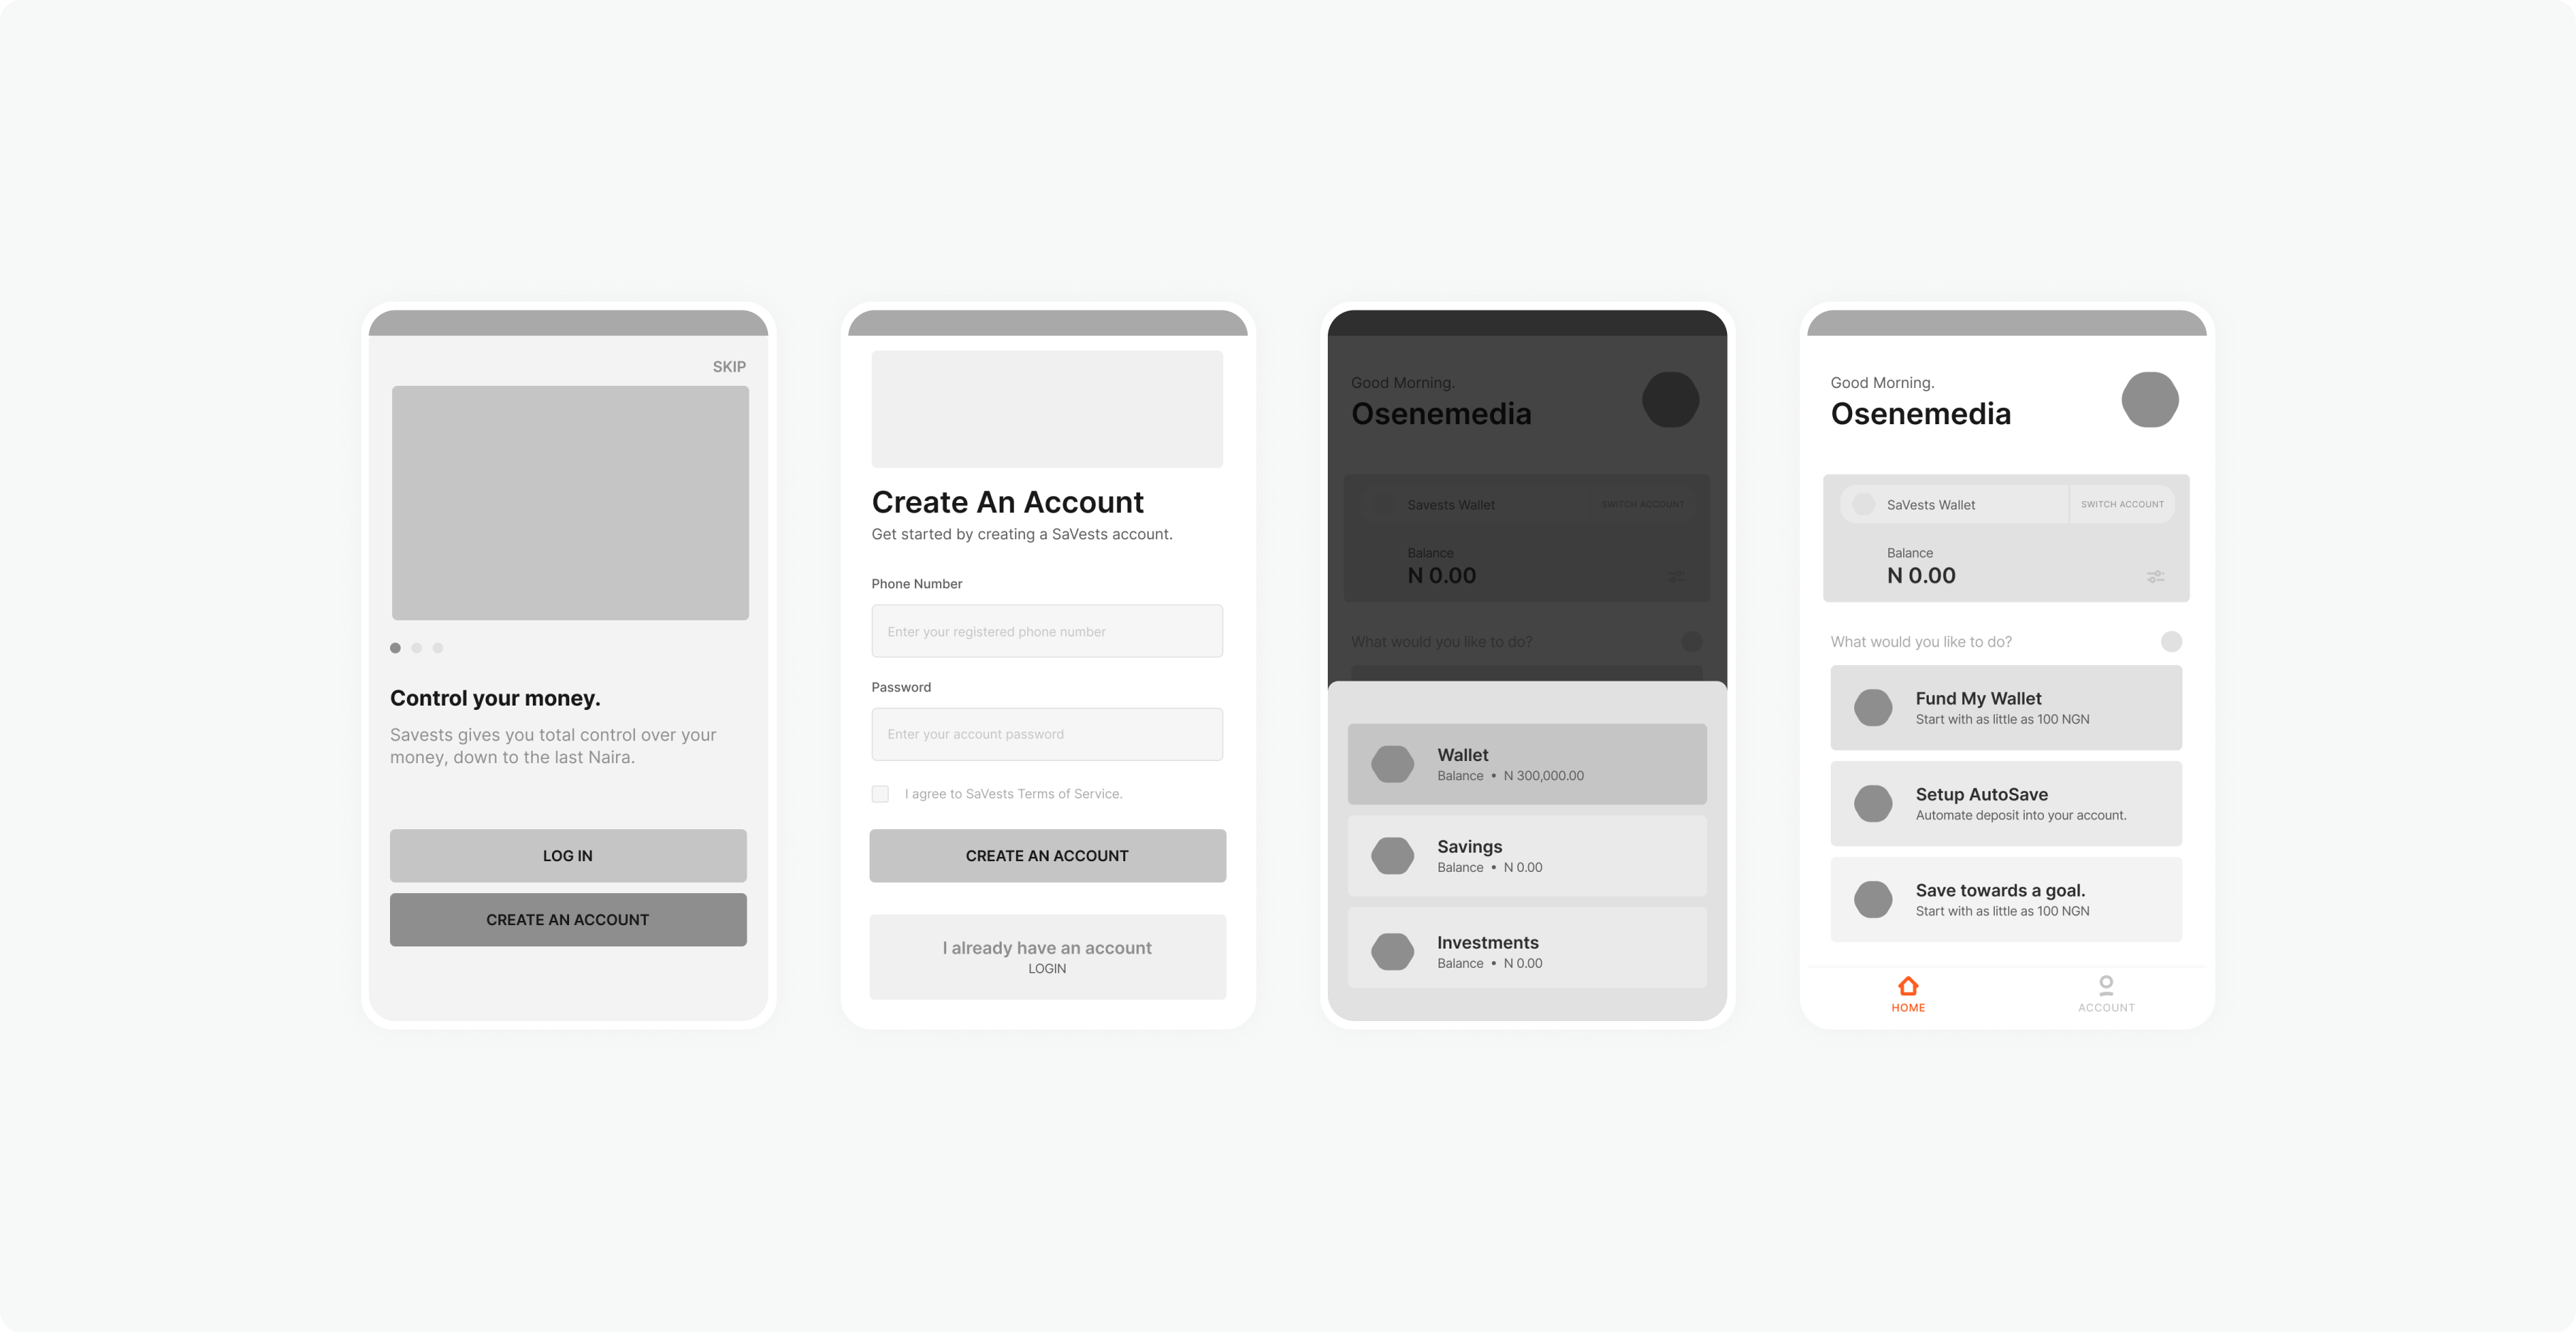 SKIP
Control your money.
Savests gives you total control over your
money, down to the last Naira.
LOG IN
CREATE AN ACCOUNT
Create An Account
Get started by creating a SaVests account.
Phone Number
Enter your registered phone number
Password
Enter your account password
I agree to SaVests Terms of Service.
CREATE AN ACCOUNT
I already have an account
LOGIN
Good Morning.
Osenemedia
Savests Wallet
SWITCH ACCOUNT
Balance
N 0.00
What would you like to do?
Wallet
Balance • N 300,000.00
Savings
Balance • N 0.00
Investments
Balance • N 0.00
Good Morning.
Osenemedia
SaVests Wallet
SWITCH ACCOUNT
Balance
N 0.00
What would you like to do?
Fund My Wallet
Start with as little as 100 NGN
Setup AutoSave
Automate deposit into your account.
Save towards a goal.
Start with as little as 100 NGN
HOME
ACCOUNT